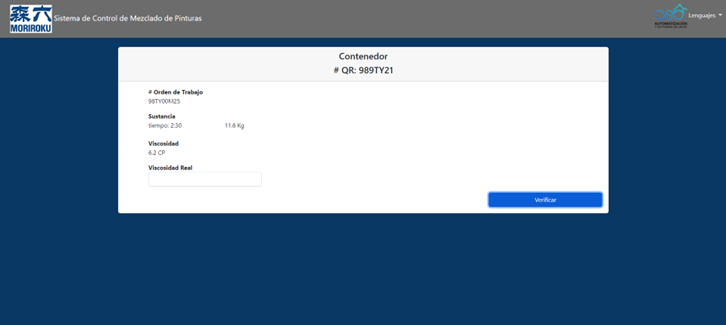 森六
MORIROKU
Sistema de Control de Mezclado de Pinturas
AUTOMATIZACIÓN
Lenguajes
Contenedor
# QR: 989TY21
# Orden de Trabajo
98TY00M25
Sustancia
tiempo: 2:30 11.6 Kg
Viscosidad
6.2 CP
Viscosidad Real
Verificar